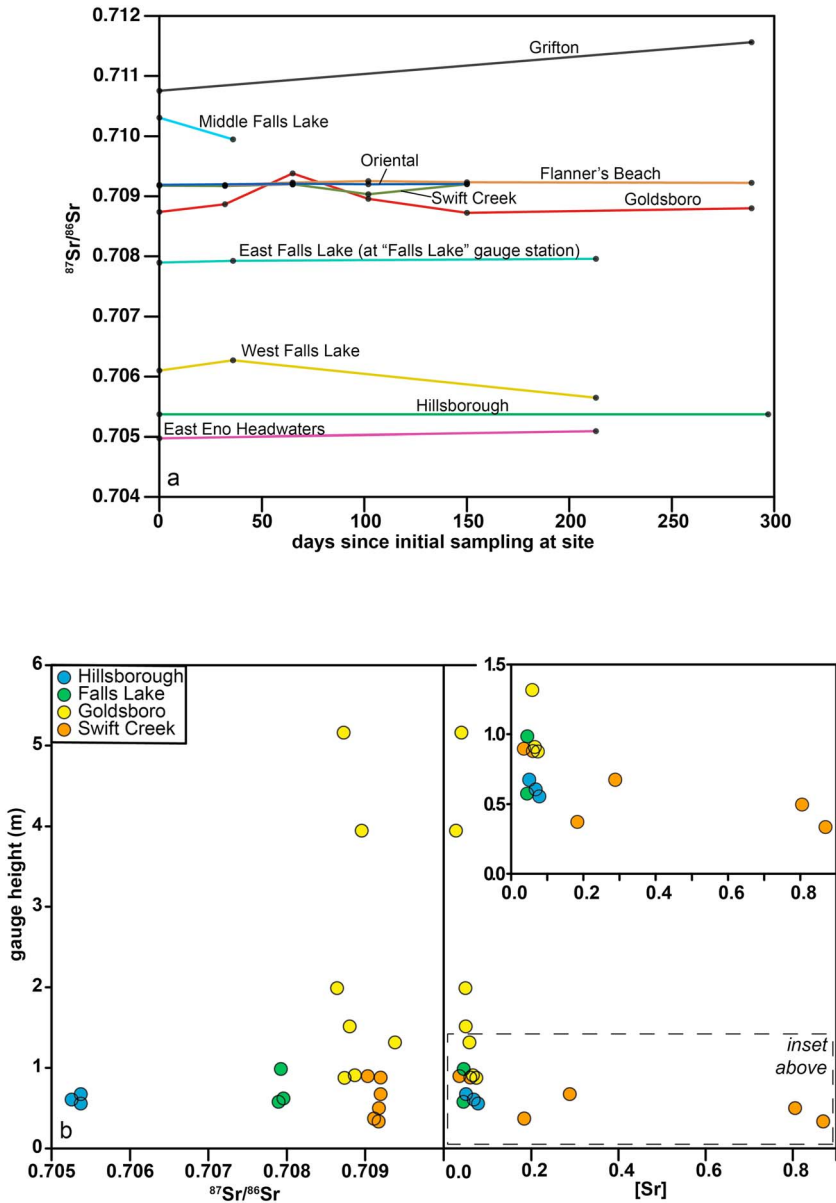 0.712
0.711
0.710
0.709
0.708
0.707
0.706
0.705
0.704
⁸⁷Sr/⁸⁶Sr
Grifton
Middle Falls Lake
Oriental
Flanner's Beach
Swift Creek
Goldsboro
East Falls Lake (at "Falls Lake" gauge station)
West Falls Lake
Hillsborough
East Eno Headwaters
a
0 50 100 150 200 250 300
days since initial sampling at site
6
5
4
3
2
1
0
gauge height (m)
Hillsborough
Falls Lake
Goldsboro
Swift Creek
b
0.705 0.706 0.707 0.708 0.709
⁸⁷Sr/⁸⁶Sr
1.5
1.0
0.5
0.0
0.0 0.2 0.4 0.6 0.8
inset
above
0.0 0.2 0.4 0.6 0.8
[Sr]